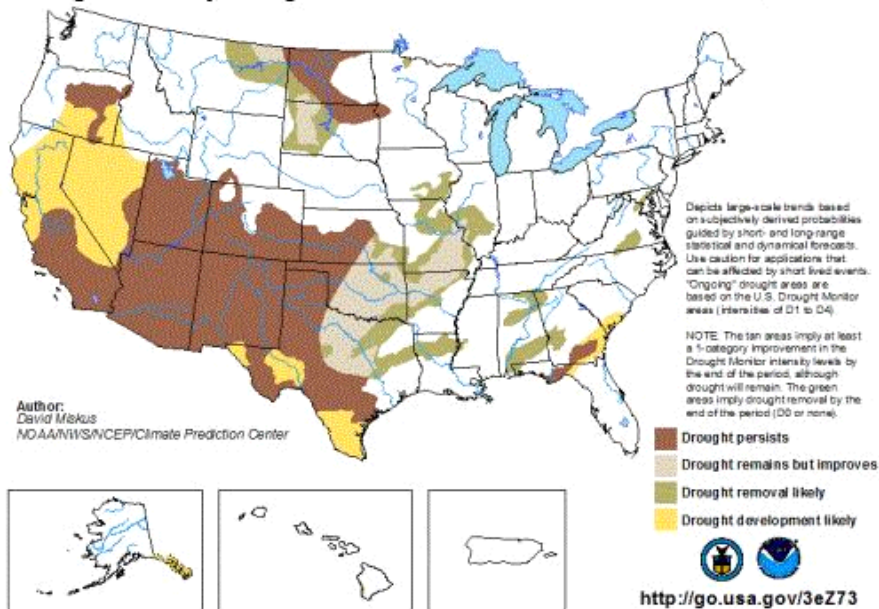 Depicts large-scale trends based
on subjectively derived probabilities
guided by short- and long-range
statistical and dynamical forecasts.
Use caution for applications that
can be affected by short lived events.
"Ongoing" drought areas are
based on the U.S. Drought Monitor
areas (intensities of D1 to D4).
NOTE: The tan areas imply at least
a 1-category improvement in the
Drought Monitor intensity levels by
the end of the period, although
drought will remain. The green
areas imply drought removal by the
end of the period (D0 or none).
Author:
David Miskus
NOAA/NWS/NCEP/Climate Prediction Center
Drought persists
Drought remains but improves
Drought removal likely
Drought development likely
http://go.usa.gov/3eZ73